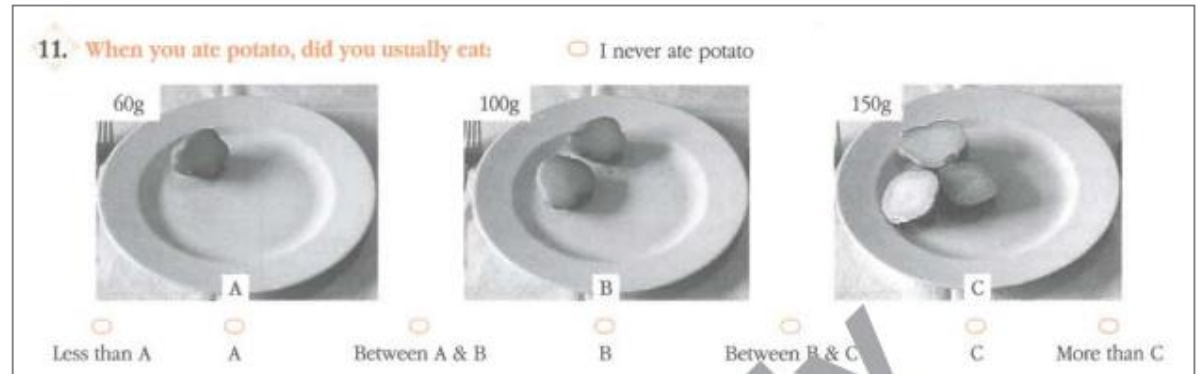 11. When you ate potato, did you usually eat: I never ate potato
60g 100g 150g
A B C
Less than A A Between A & B B Between B & C C More than C